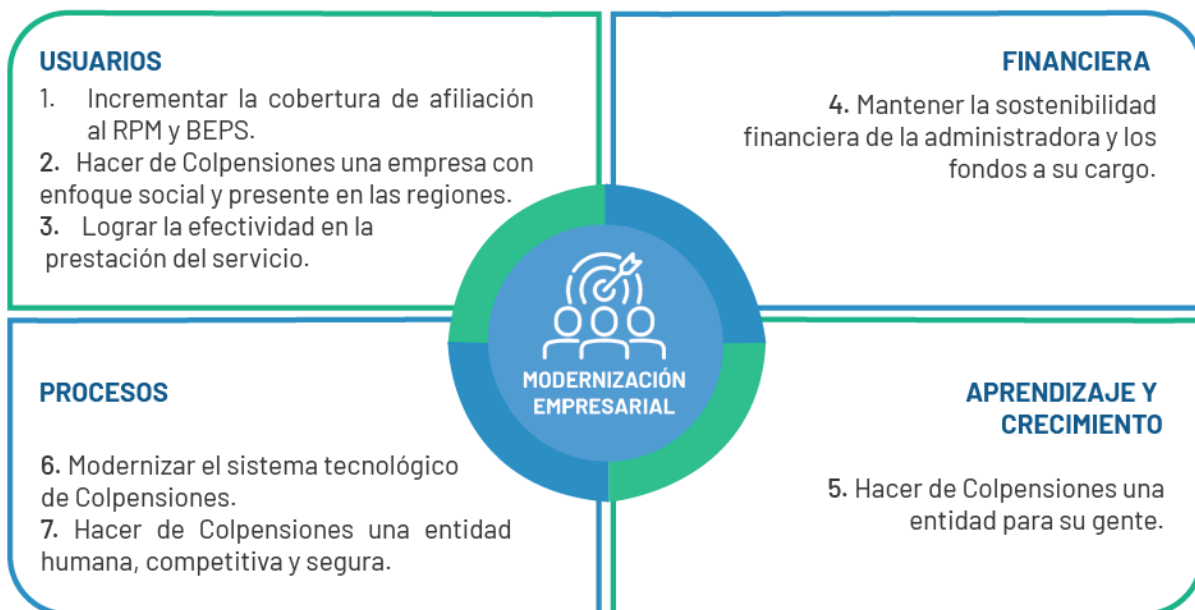 USUARIOS
1. Incrementar la cobertura de afiliación
al RPM y BEPS.
2. Hacer de Colpensiones una empresa con
enfoque social y presente en las regiones.
3. Lograr la efectividad en la
prestación del servicio.
FINANCIERA
4. Mantener la sostenibilidad
financiera de la administradora y los
fondos a su cargo.
MODERNIZACIÓN
EMPRESARIAL
PROCESOS
6. Modernizar el sistema tecnológico
de Colpensiones.
7. Hacer de Colpensiones una entidad
humana, competitiva y segura.
APRENDIZAJE Y
CRECIMIENTO
5. Hacer de Colpensiones una
entidad para su gente.